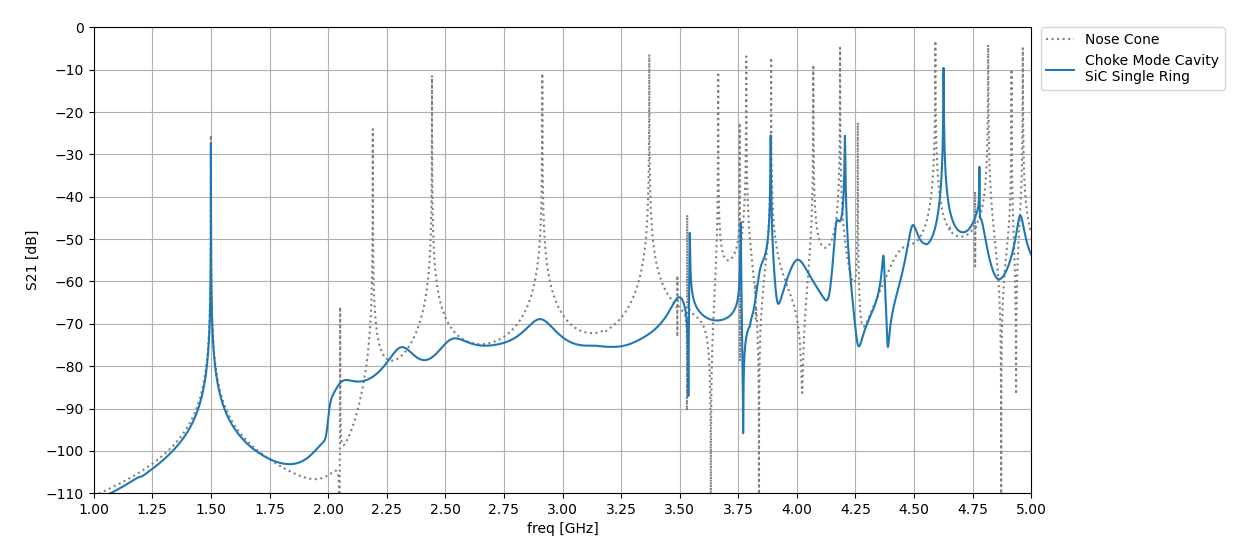 0
−10
−20
−30
−40
−50
−60
−70
−80
−90
−100
−110
S21 [dB]
1.00 1.25 1.50 1.75 2.00 2.25 2.50 2.75 3.00 3.25 3.50 3.75 4.00 4.25 4.50 4.75 5.00
freq [GHz]
Nose Cone
Choke Mode Cavity
SiC Single Ring